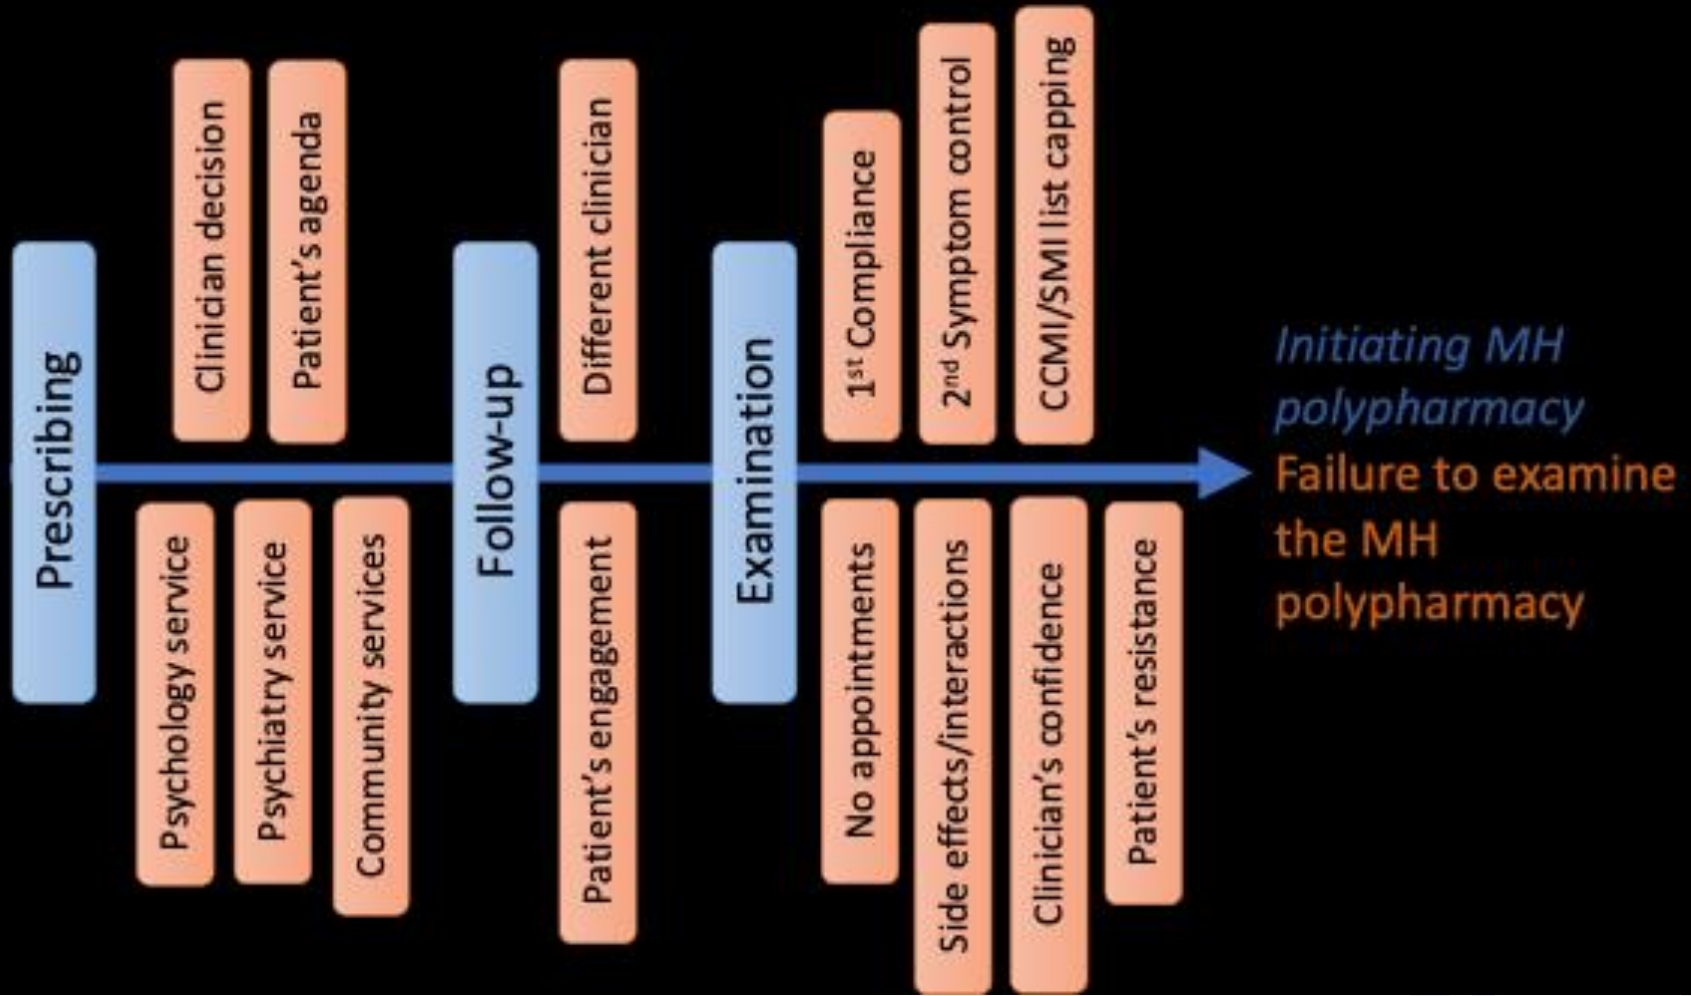 Prescribing
Clinician decision
Patient's agenda
Psychology service
Psychiatry service
Community services
Follow-up
Different clinician
Patient's engagement
Examination
1st Compliance
2nd Symptom control
CCMI/SMI list capping
No appointments
Side effects/interactions
Clinician's confidence
Patient's resistance
Initiating MH
polypharmacy
Failure to examine
the MH
polypharmacy